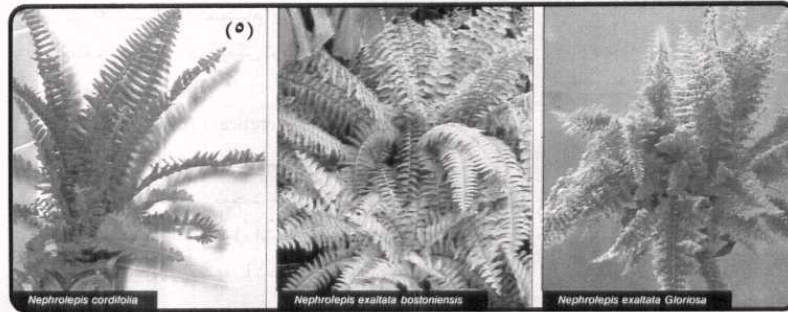 (٥)
Nephrolepis cordifolia
Nephrolepis exaltata bostoniensis
Nephrolepis exaltata Gloriosa